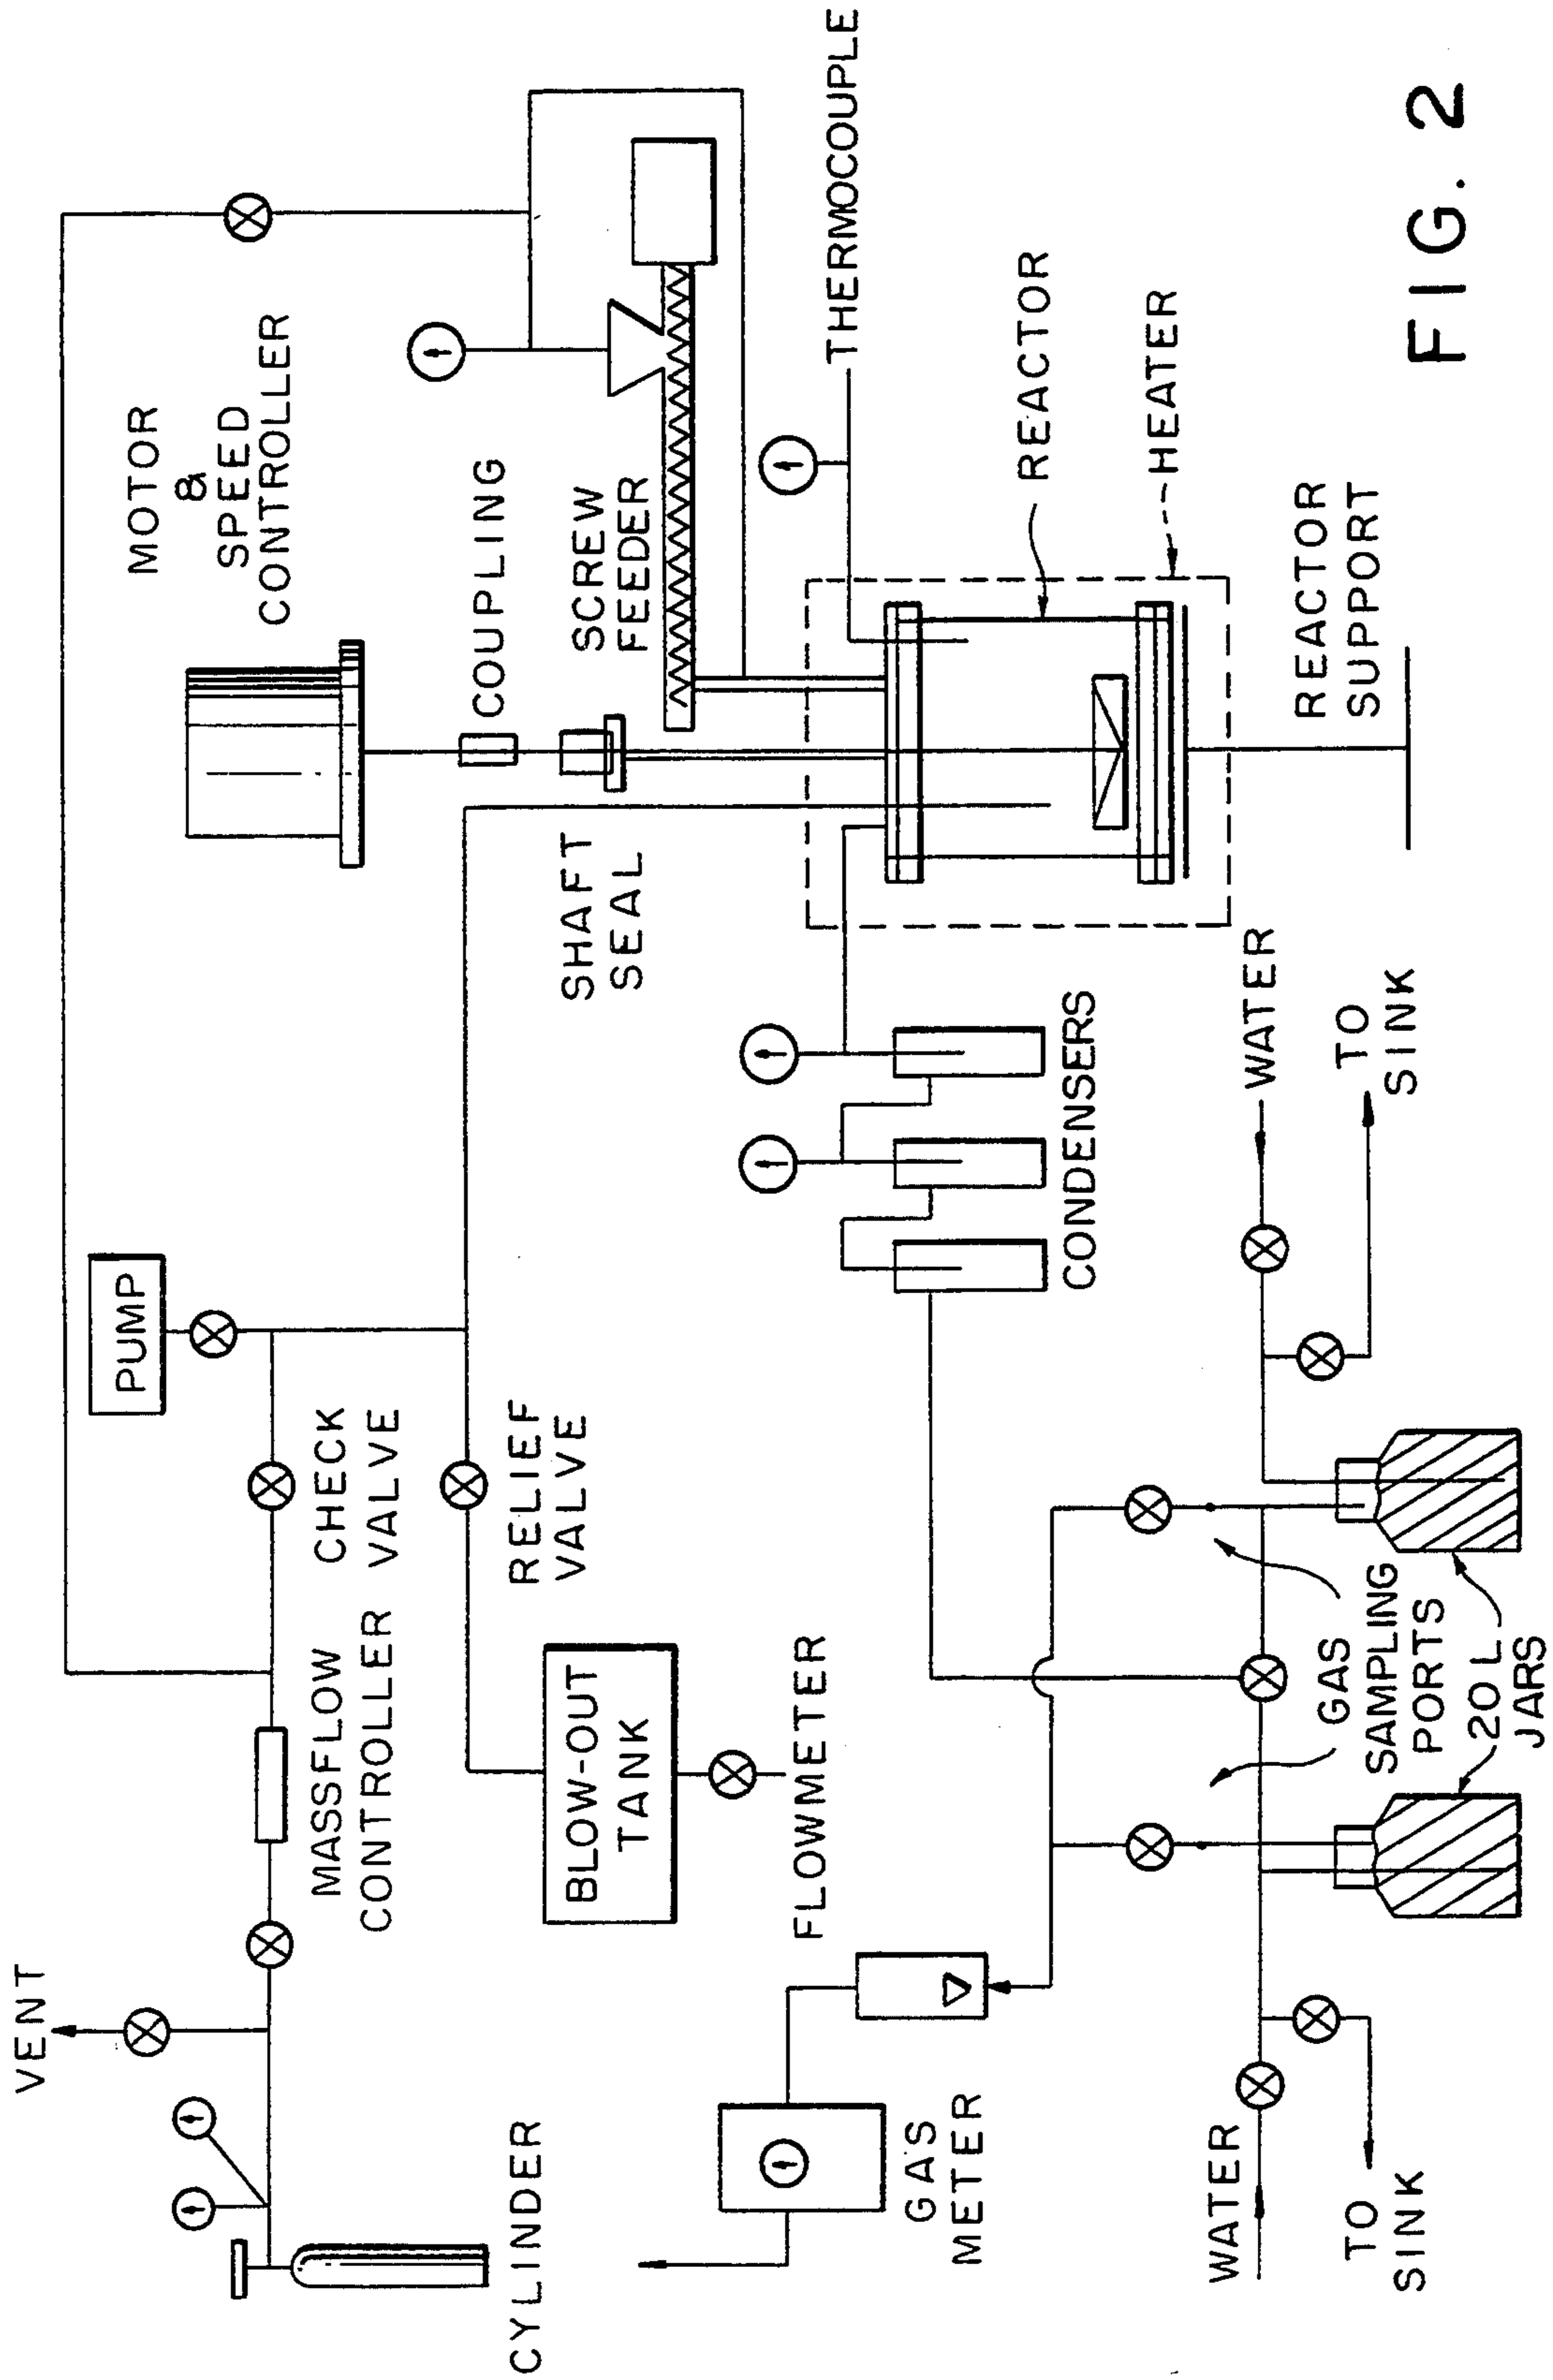 VENT
PUMP
MOTOR
&
SPEED
CONTROLLER
CHECK
VALVE
MASSFLOW
CONTROLLER
CYLINDER
RELIEF
VALVE
COUPLING
SHAFT
SEAL
SCREW
FEEDER
BLOW-OUT
TANK
FLOWMETER
THERMOCOUPLE
GAS
METER
CONDENSERS
REACTOR
HEATER
REACTOR
SUPPORT
WATER
TO
SINK
GAS
SAMPLING
PORTS
20 L
JARS
WATER
TO
SINK
FIG. 2